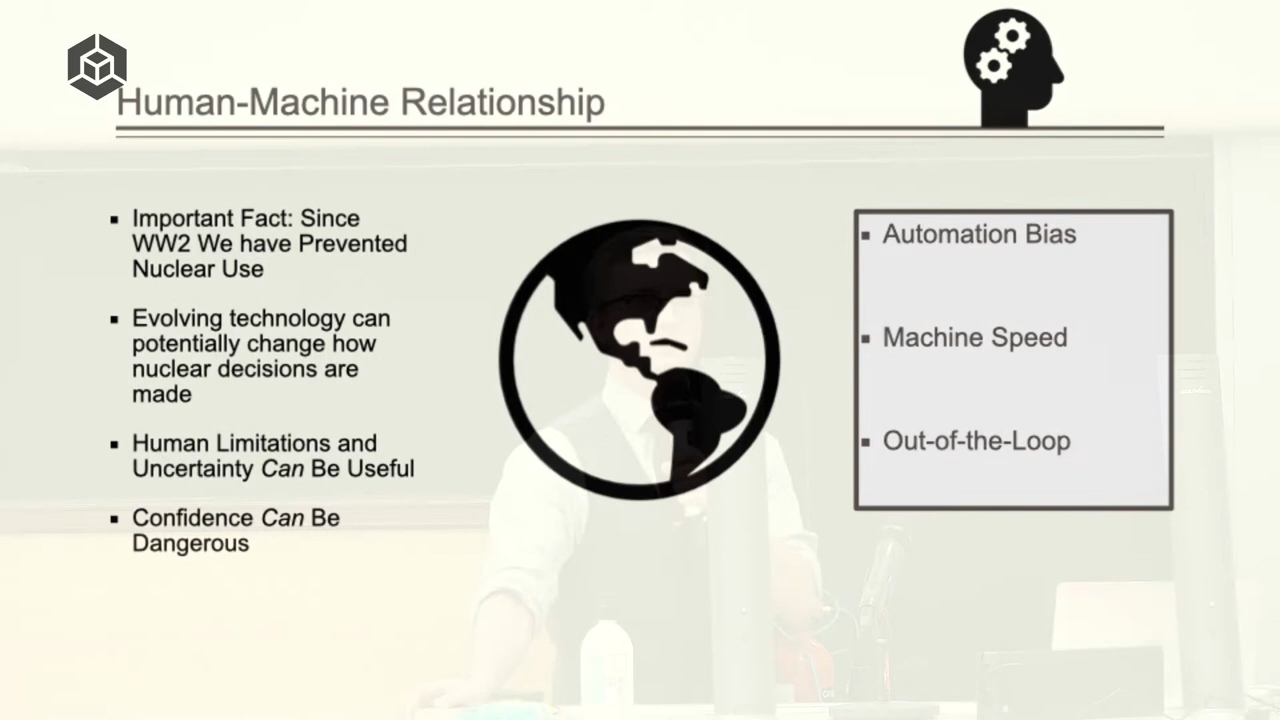 Human-Machine Relationship
Important Fact: Since
WW2 We have Prevented
Nuclear Use
Evolving technology can
potentially change how
nuclear decisions are
made
Human Limitations and
Uncertainty Can Be Useful
Confidence Can Be
Dangerous
Automation Bias
Machine Speed
Out-of-the-Loop